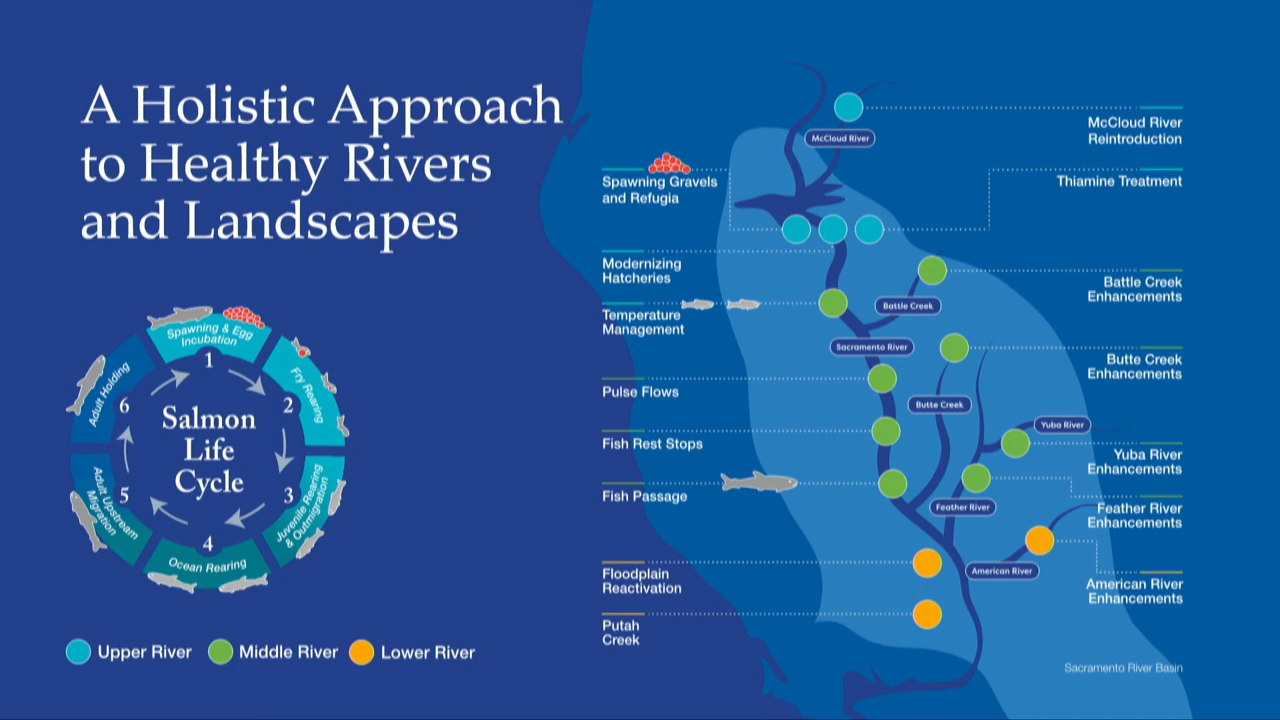 A Holistic Approach
to Healthy Rivers
and Landscapes
Spawning & Egg
Incubation
1
Fry Rearing
2
Juvenile Rearing
& Outmigration
3
Ocean Rearing
4
Adult Upstream
Migration
5
Adult Holding
6
Salmon
Life
Cycle
Upper River
Middle River
Lower River
Spawning Gravels
and Refugia
Modernizing
Hatcheries
Temperature
Management
Pulse Flows
Fish Rest Stops
Fish Passage
Floodplain
Reactivation
Putah
Creek
McCloud River
Battle Creek
Sacramento River
Butte Creek
Yuba River
Feather River
American River
McCloud River
Reintroduction
Thiamine Treatment
Battle Creek
Enhancements
Butte Creek
Enhancements
Yuba River
Enhancements
Feather River
Enhancements
American River
Enhancements
Sacramento River Basin